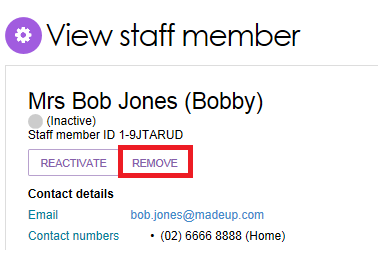 View staff member
Mrs Bob Jones (Bobby)
(Inactive)
Staff member ID 1-9JTARUD
REACTIVATE REMOVE
Contact details
Email bob.jones@madeup.com
Contact numbers • (02) 6666 8888 (Home)